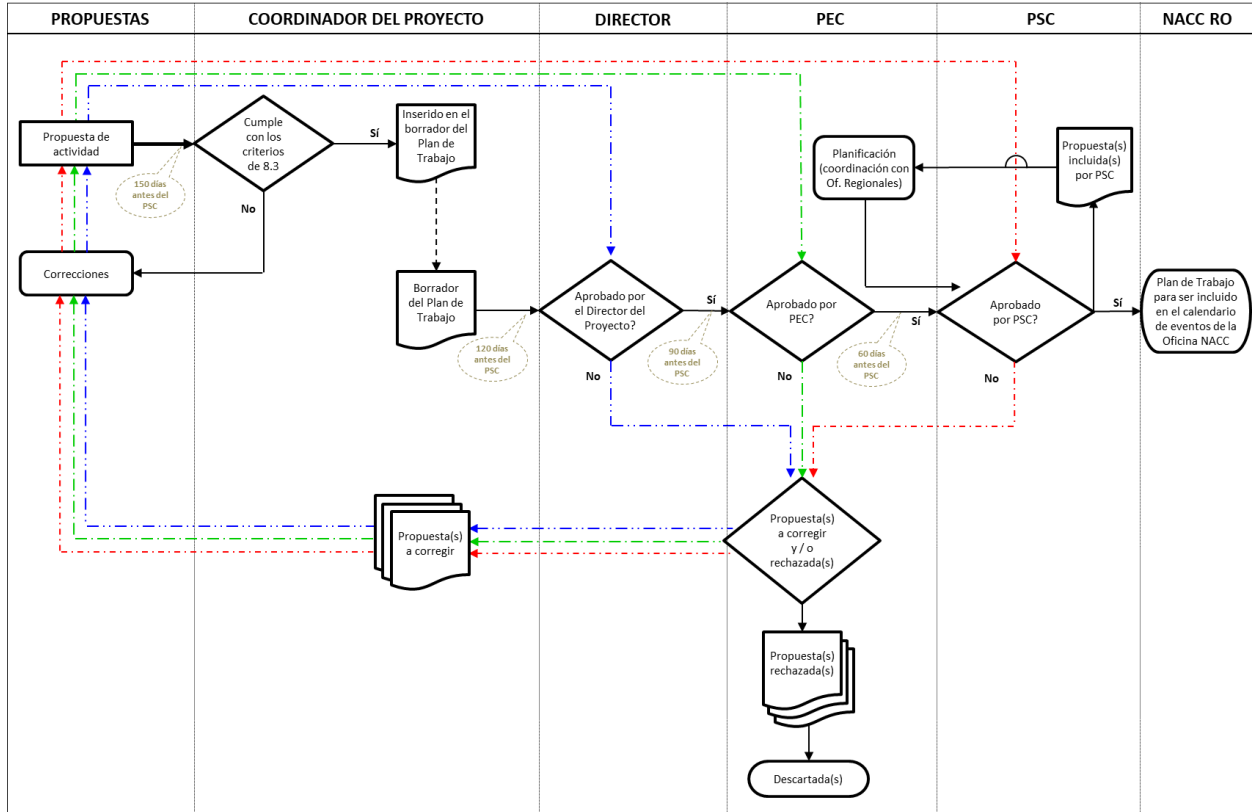 PROPUESTAS
COORDINADOR DEL PROYECTO
DIRECTOR
PEC
PSC
NACC RO
Propuesta de
actividad
150 días
antes del
PSC
Cumple
con los
criterios
de 8.3
Sí
No
Inserido en el
borrador del
Plan de
Trabajo
Correcciones
Borrador
del Plan de
Trabajo
120 días
antes del
PSC
Aprobado por
el Director del
Proyecto?
Sí
No
90 días
antes del
PSC
Aprobado por
PEC?
Sí
No
60 días
antes del
PSC
Planificación
(coordinación con
Of. Regionales)
Propuesta(s)
incluida(s)
por PSC
Aprobado
por PSC?
Sí
No
Plan de Trabajo
para ser incluido
en el calendario
de eventos de la
Oficina NACC
Propuesta(s)
a corregir
Propuesta(s)
a corregir
y / o
rechazada(s)
Propuesta(s)
rechazada(s)
Descartada(s)